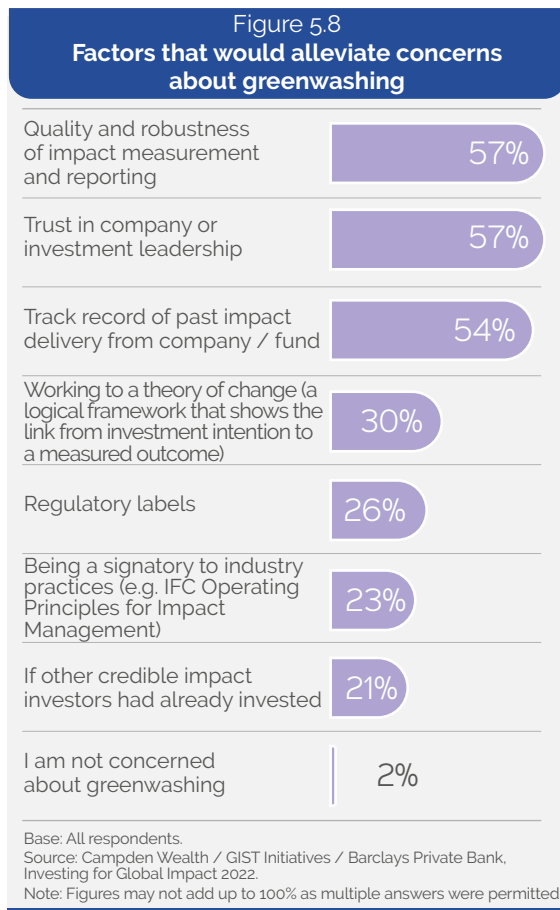 Figure 5.8
Factors that would alleviate concerns
about greenwashing
Quality and robustness
of impact measurement
and reporting
57%
Trust in company or
investment leadership
57%
Track record of past impact
delivery from company / fund
54%
Working to a theory of change (a
logical framework that shows the
link from investment intention to
a measured outcome)
30%
Regulatory labels
26%
Being a signatory to industry
practices (e.g. IFC Operating
Principles for Impact
Management)
23%
If other credible impact
investors had already invested
21%
I am not concerned
about greenwashing
2%
Base: All respondents.
Source: Campden Wealth / GIST Initiatives / Barclays Private Bank,
Investing for Global Impact 2022.
Note: Figures may not add up to 100% as multiple answers were permitted